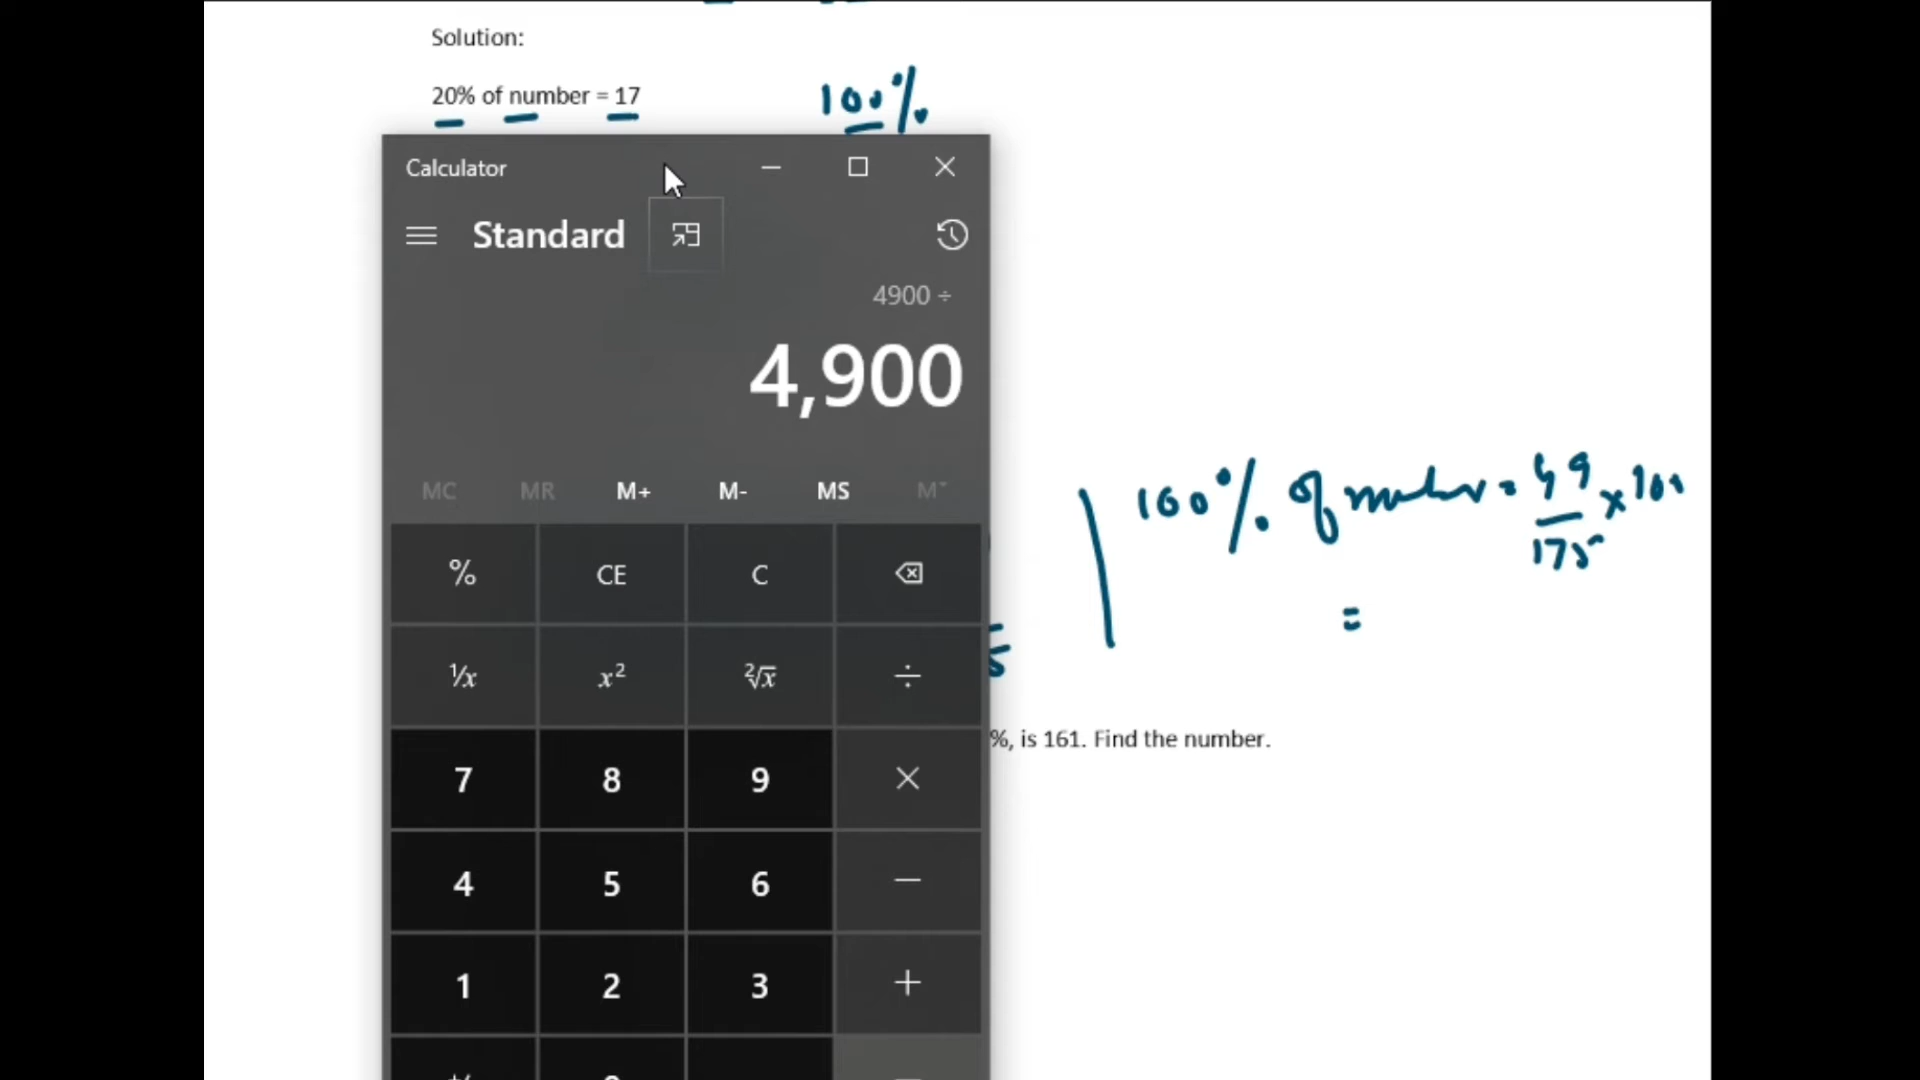 Solution:
20% of number = 17
100%
Calculator
Standard
4900 ÷
4,900
MC MR M+ M- MS M
% CE C
⅟x x² ²√x ÷
7 8 9 ×
4 5 6 −
1 2 3 +
100% of number = 49/175 × 100
=
5
%, is 161. Find the number.